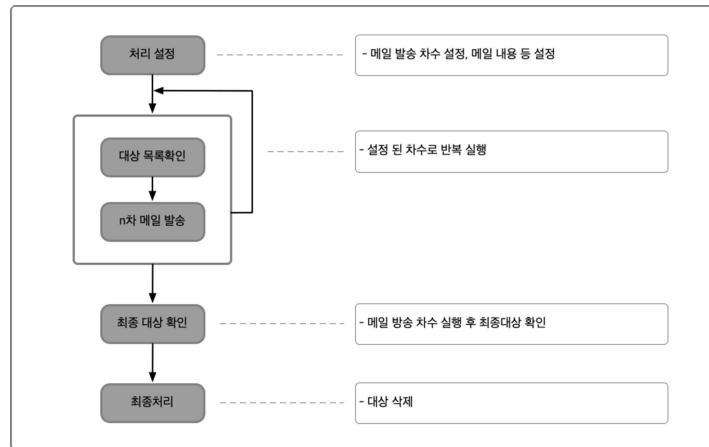 처리 설정
- 메일 발송 차수 설정, 메일 내용 등 설정
대상 목록확인
- 설정 된 차수로 반복 실행
n차 메일 발송
최종 대상 확인
- 메일 방송 차수 실행 후 최종대상 확인
최종처리
- 대상 삭제